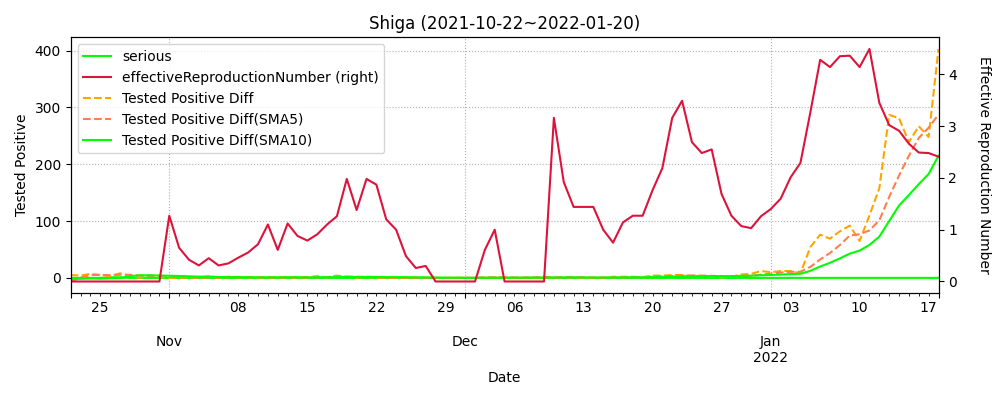 Shiga (2021-10-22~2022-01-20)
serious
effectiveReproductionNumber (right)
Tested Positive Diff
Tested Positive Diff(SMA5)
Tested Positive Diff(SMA10)
Tested Positive
400
300
200
100
0
Effective Reproduction Number
4
3
2
1
0
25 08 15 22 29 06 13 20 27 03 10 17
Nov Dec Jan
2022
Date